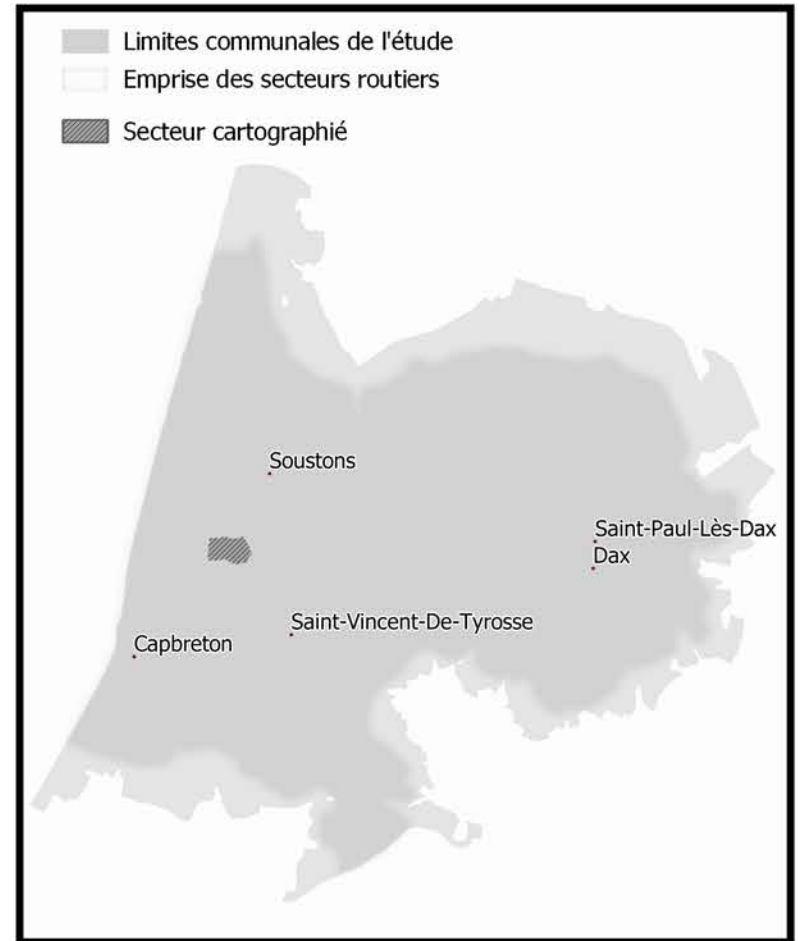 Limites communales de l'étude
Emprise des secteurs routiers
Secteur cartographié
Soustons
Saint-Paul-Lès-Dax
Dax
Saint-Vincent-De-Tyrosse
Capbreton